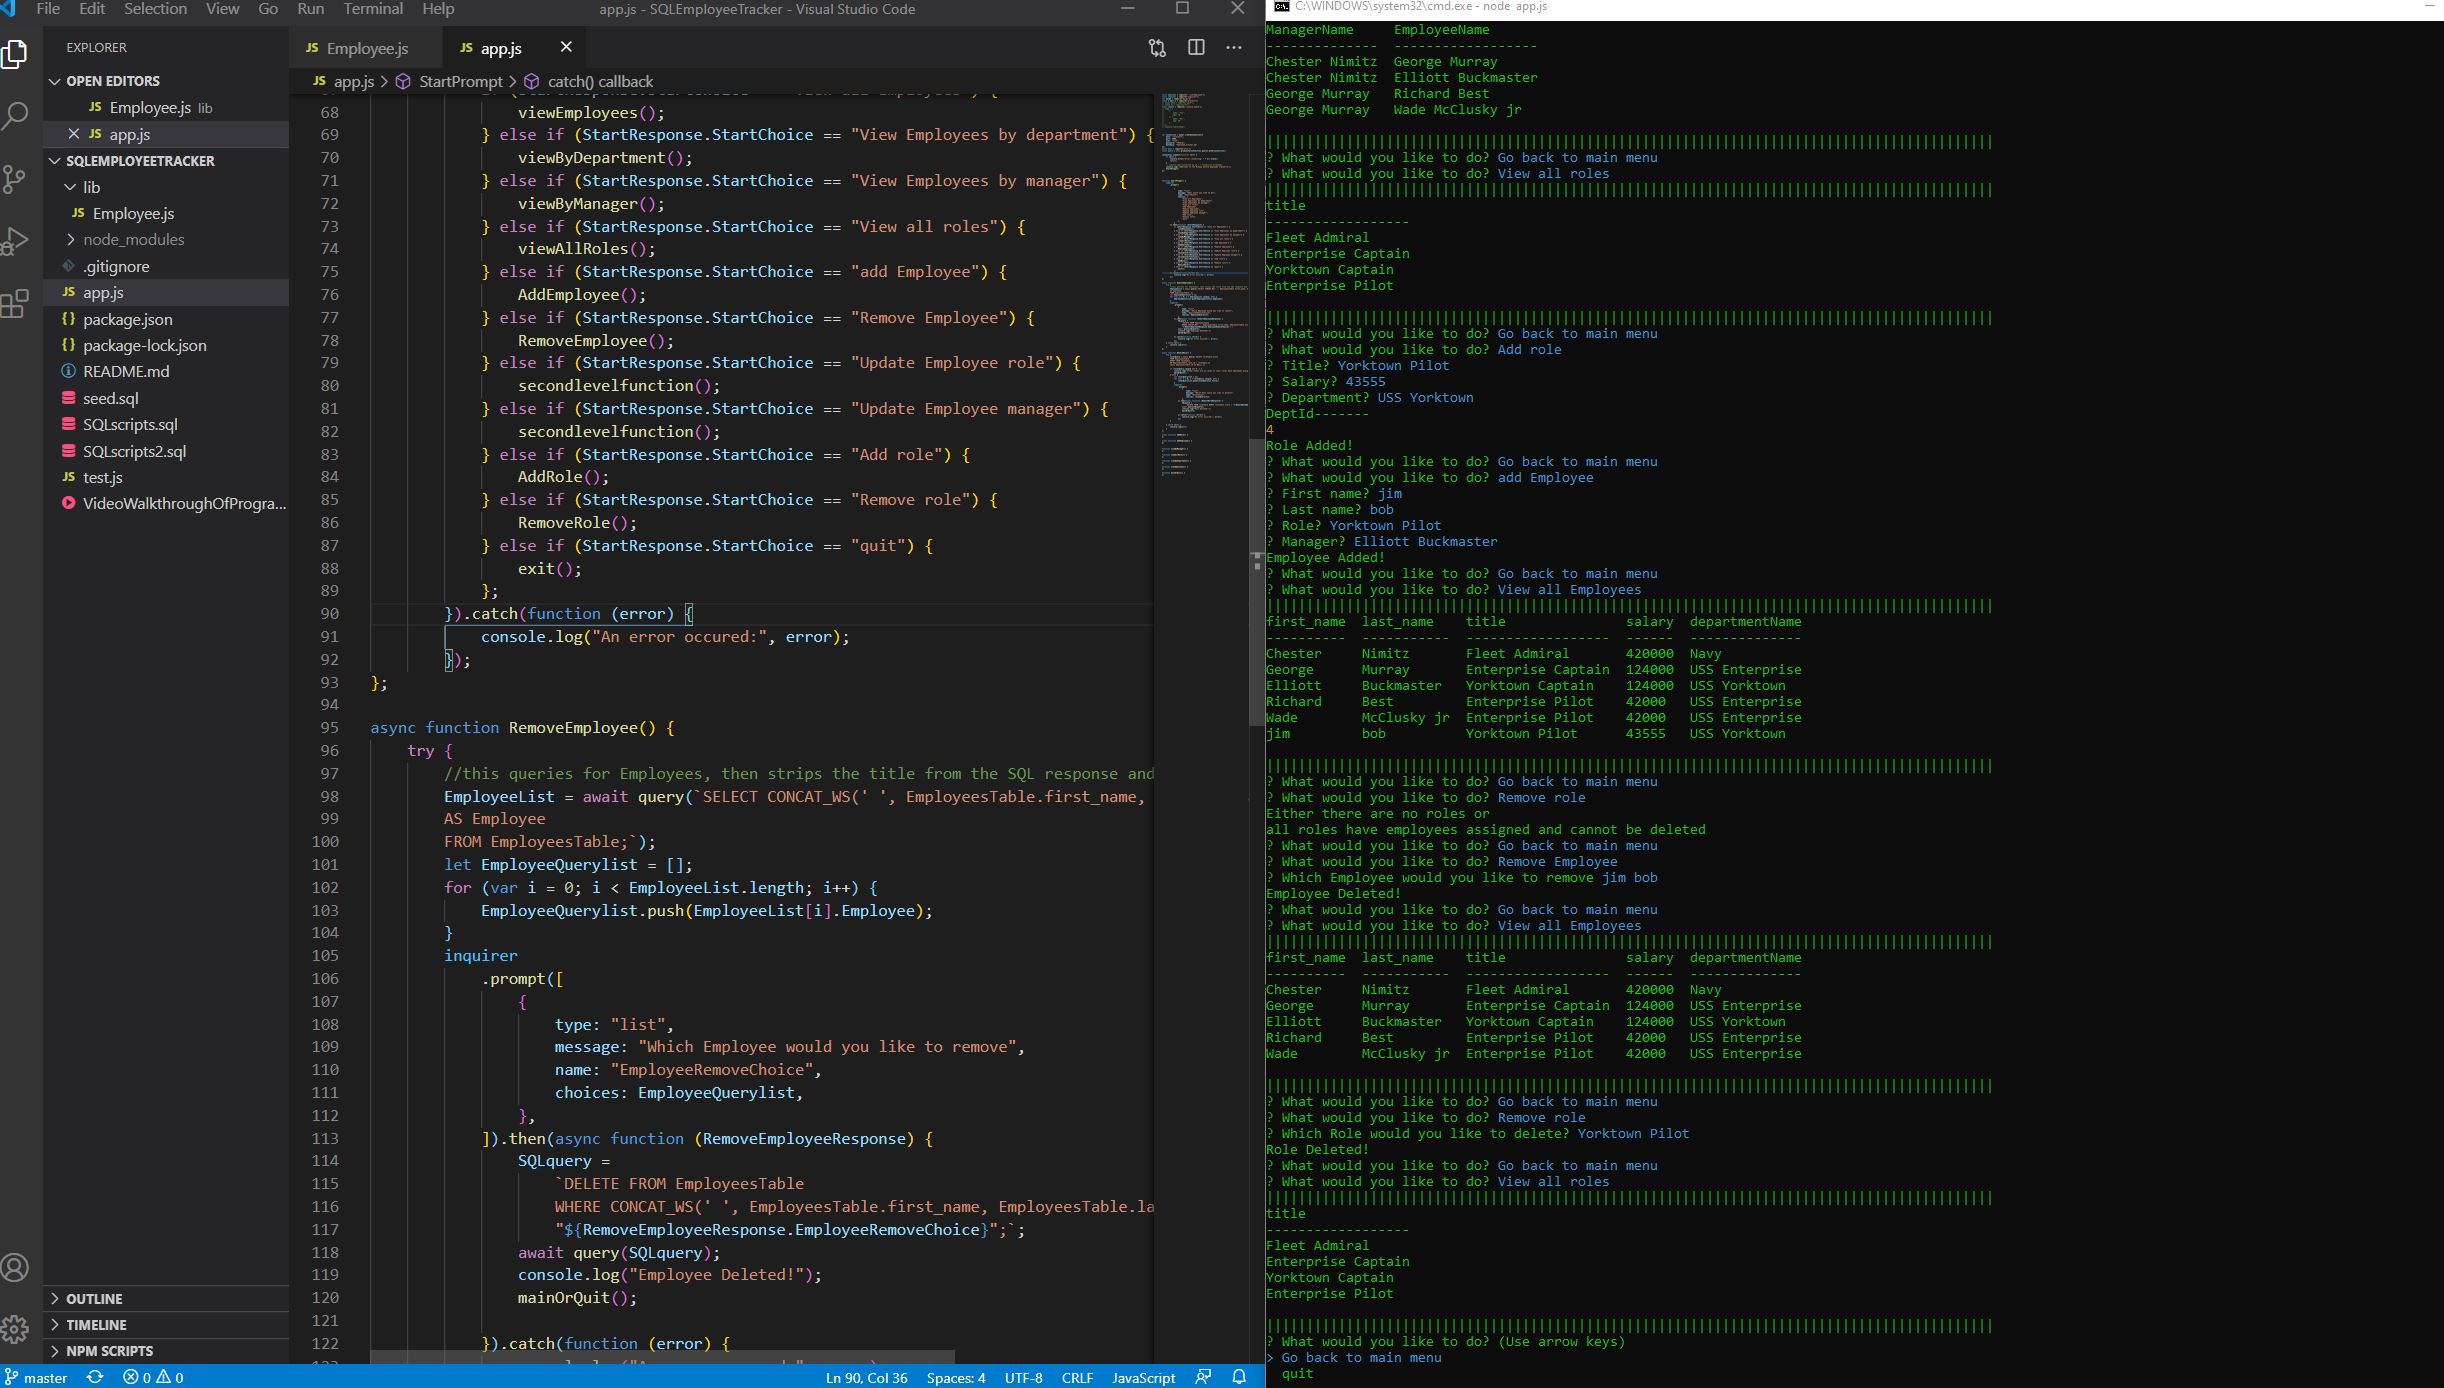 File Edit Selection View Go Run Terminal Help
app.js - SQLEmployeeTracker - Visual Studio Code
EXPLORER
OPEN EDITORS
JS Employee.js lib
JS app.js
SQLEMPLOYEETRACKER
lib
JS Employee.js
node_modules
.gitignore
JS app.js
{} package.json
{} package-lock.json
README.md
seed.sql
SQLscripts.sql
SQLscripts2.sql
JS test.js
VideoWalkthroughOfProgra...
OUTLINE
TIMELINE
NPM SCRIPTS
JS Employee.js JS app.js
JS app.js > StartPrompt > catch() callback
68 viewEmployees();
69 } else if (StartResponse.StartChoice == "View Employees by department") {
70 viewByDepartment();
71 } else if (StartResponse.StartChoice == "View Employees by manager") {
72 viewByManager();
73 } else if (StartResponse.StartChoice == "View all roles") {
74 viewAllRoles();
75 } else if (StartResponse.StartChoice == "add Employee") {
76 AddEmployee();
77 } else if (StartResponse.StartChoice == "Remove Employee") {
78 RemoveEmployee();
79 } else if (StartResponse.StartChoice == "Update Employee role") {
80 secondlevelfunction();
81 } else if (StartResponse.StartChoice == "Update Employee manager") {
82 secondlevelfunction();
83 } else if (StartResponse.StartChoice == "Add role") {
84 AddRole();
85 } else if (StartResponse.StartChoice == "Remove role") {
86 RemoveRole();
87 } else if (StartResponse.StartChoice == "quit") {
88 exit();
89 };
90 }).catch(function (error) {
91 console.log("An error occured:", error);
92 });
93 };
94
95 async function RemoveEmployee() {
96 try {
97 //this queries for Employees, then strips the title from the SQL response and
98 EmployeeList = await query(`SELECT CONCAT_WS(' ', EmployeesTable.first_name,
99 AS Employee
100 FROM EmployeesTable;`);
101 let EmployeeQuerylist = [];
102 for (var i = 0; i < EmployeeList.length; i++) {
103 EmployeeQuerylist.push(EmployeeList[i].Employee);
104 }
105 inquirer
106 .prompt([
107 {
108 type: "list",
109 message: "Which Employee would you like to remove",
110 name: "EmployeeRemoveChoice",
111 choices: EmployeeQuerylist,
112 },
113 ]).then(async function (RemoveEmployeeResponse) {
114 SQLquery =
115 `DELETE FROM EmployeesTable
116 WHERE CONCAT_WS(' ', EmployeesTable.first_name, EmployeesTable.la
117 "${RemoveEmployeeResponse.EmployeeRemoveChoice}";`;
118 await query(SQLquery);
119 console.log("Employee Deleted!");
120 mainOrQuit();
121
122 }).catch(function (error) {
master 0 0 Ln 90, Col 36 Spaces: 4 UTF-8 CRLF JavaScript
C:\WINDOWS\system32\cmd.exe - node app.js
ManagerName EmployeeName
-------------- ------------------
Chester Nimitz George Murray
Chester Nimitz Elliott Buckmaster
George Murray Richard Best
George Murray Wade McClusky jr
? What would you like to do? Go back to main menu
? What would you like to do? View all roles
title
------------------
Fleet Admiral
Enterprise Captain
Yorktown Captain
Enterprise Pilot
? What would you like to do? Go back to main menu
? What would you like to do? Add role
? Title? Yorktown Pilot
? Salary? 43555
? Department? USS Yorktown
DeptId-------
4
Role Added!
? What would you like to do? Go back to main menu
? What would you like to do? add Employee
? First name? jim
? Last name? bob
? Role? Yorktown Pilot
? Manager? Elliott Buckmaster
Employee Added!
? What would you like to do? Go back to main menu
? What would you like to do? View all Employees
first_name last_name title salary departmentName
---------- ----------- ------------------ ------ --------------
Chester Nimitz Fleet Admiral 420000 Navy
George Murray Enterprise Captain 124000 USS Enterprise
Elliott Buckmaster Yorktown Captain 124000 USS Yorktown
Richard Best Enterprise Pilot 42000 USS Enterprise
Wade McClusky jr Enterprise Pilot 42000 USS Enterprise
jim bob Yorktown Pilot 43555 USS Yorktown
? What would you like to do? Go back to main menu
? What would you like to do? Remove role
Either there are no roles or
all roles have employees assigned and cannot be deleted
? What would you like to do? Go back to main menu
? What would you like to do? Remove Employee
? Which Employee would you like to remove jim bob
Employee Deleted!
? What would you like to do? Go back to main menu
? What would you like to do? View all Employees
first_name last_name title salary departmentName
---------- ----------- ------------------ ------ --------------
Chester Nimitz Fleet Admiral 420000 Navy
George Murray Enterprise Captain 124000 USS Enterprise
Elliott Buckmaster Yorktown Captain 124000 USS Yorktown
Richard Best Enterprise Pilot 42000 USS Enterprise
Wade McClusky jr Enterprise Pilot 42000 USS Enterprise
? What would you like to do? Go back to main menu
? What would you like to do? Remove role
? Which Role would you like to delete? Yorktown Pilot
Role Deleted!
? What would you like to do? Go back to main menu
? What would you like to do? View all roles
title
------------------
Fleet Admiral
Enterprise Captain
Yorktown Captain
Enterprise Pilot
? What would you like to do? (Use arrow keys)
> Go back to main menu
quit